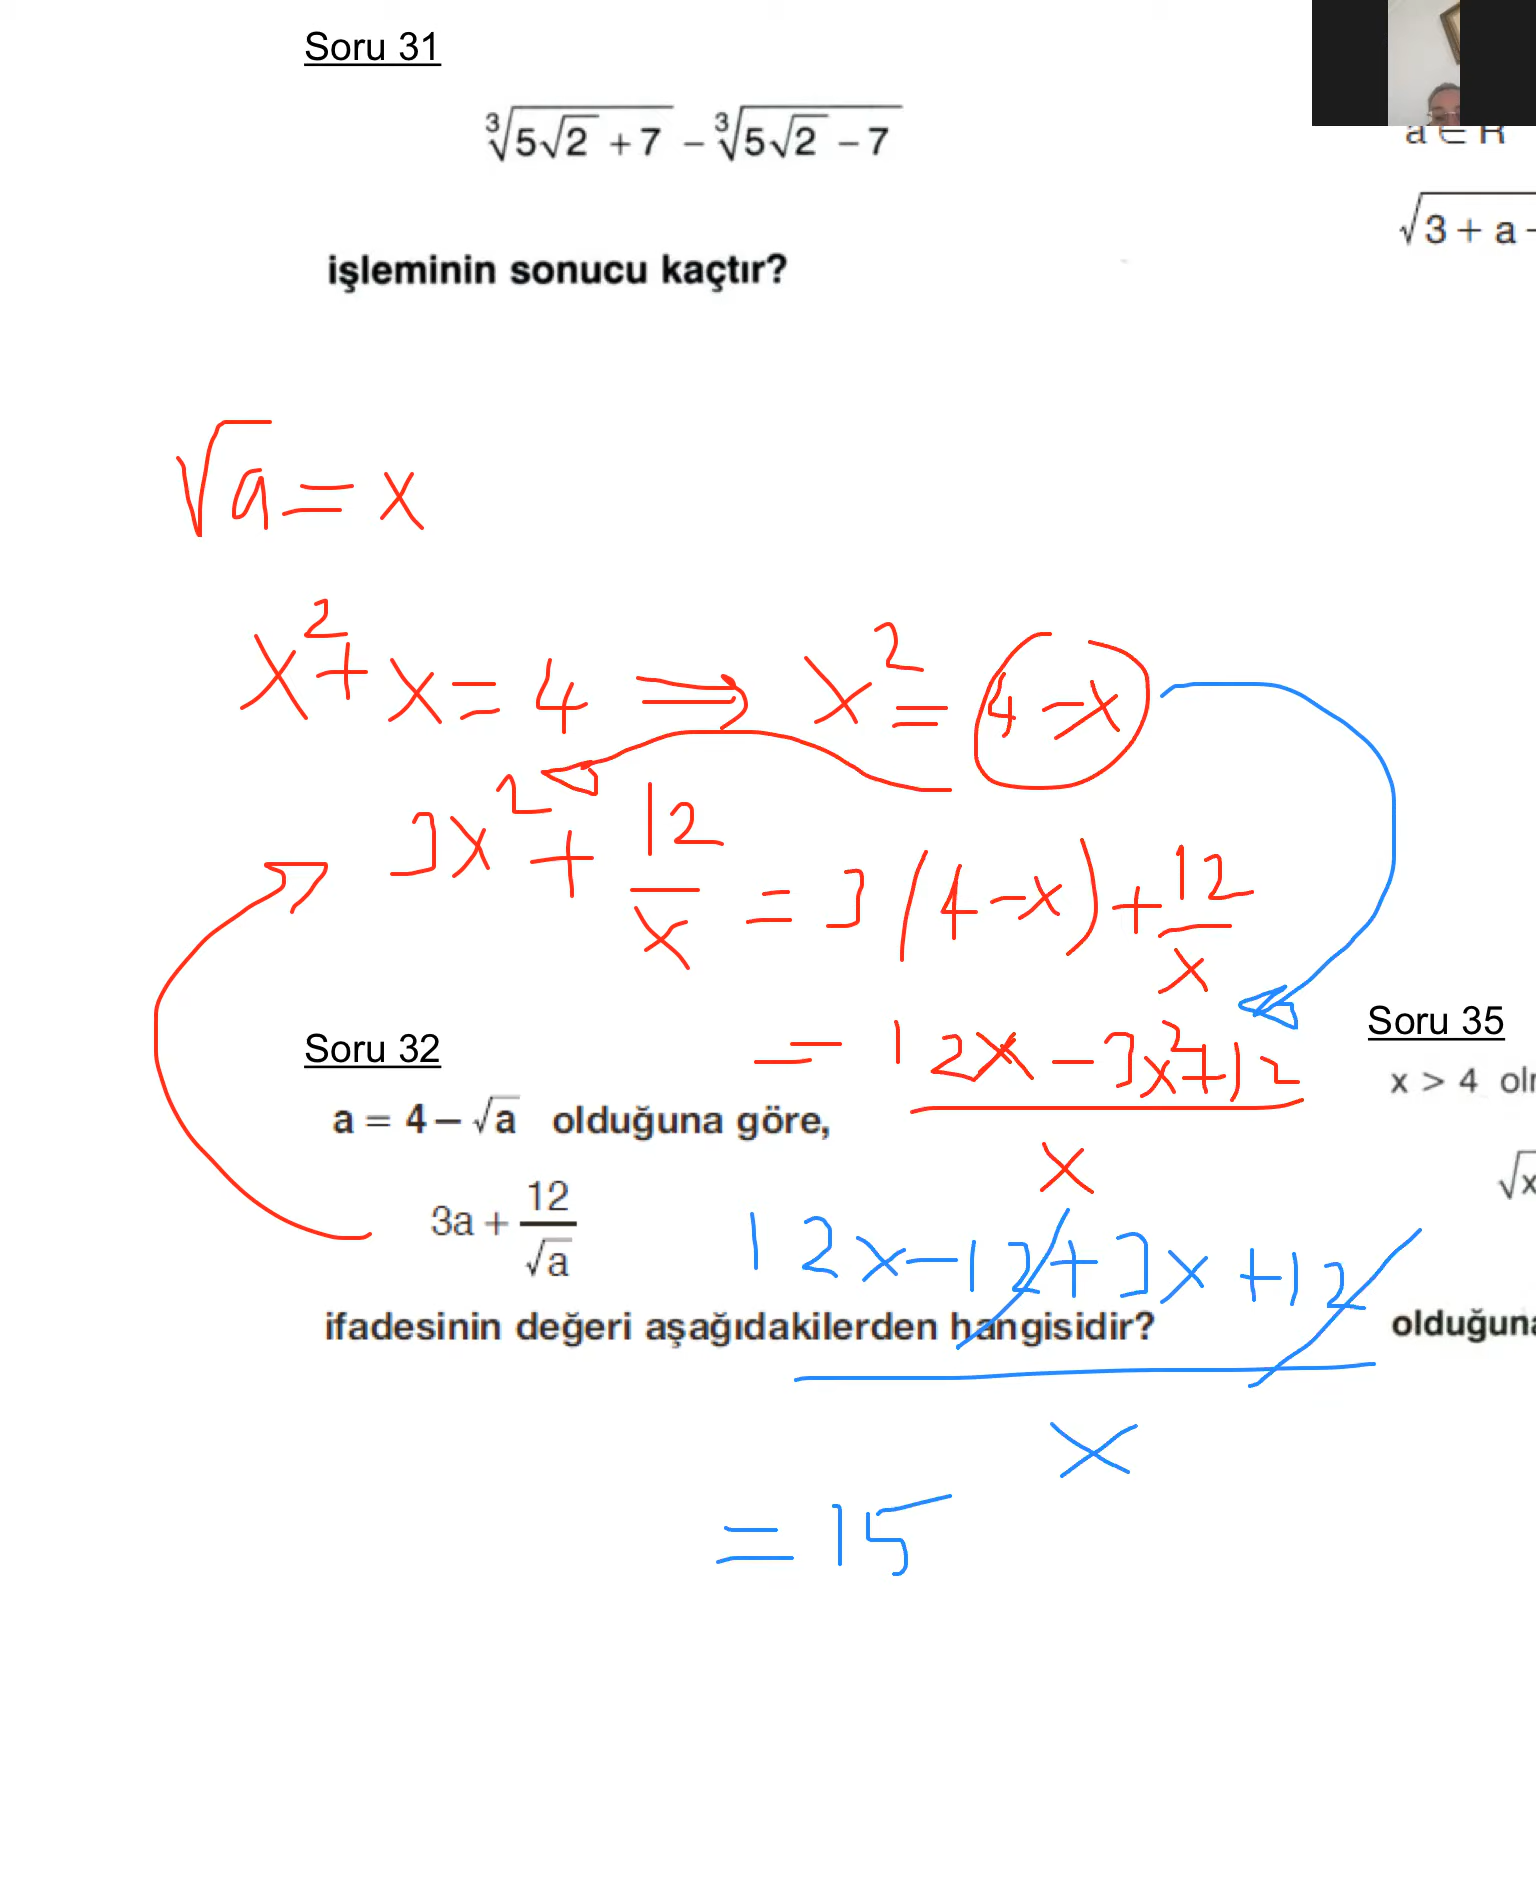 Soru 31
∛(5√2 + 7) − ∛(5√2 − 7)
işleminin sonucu kaçtır?
a ∈ R
√3 + a -
√a = x
x² + x = 4 ⇒ x² = 4 − x
3x² + 12/x = 3(4 − x) + 12/x
= (12x − 3x² + 12)/x
Soru 32
a = 4 − √a olduğuna göre,
3a + 12/√a
ifadesinin değeri aşağıdakilerden hangisidir?
(12x − 12 + 3x + 12)/x
= 15
Soru 35
x > 4
√x